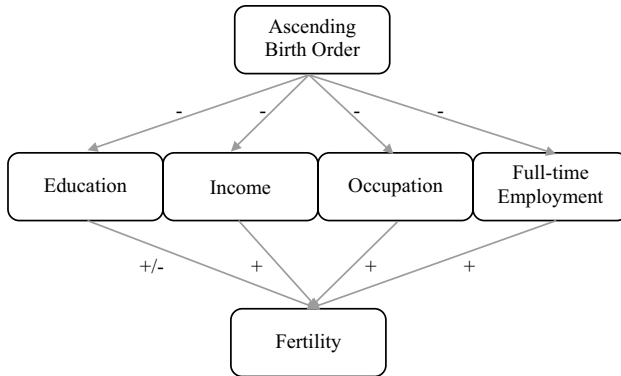 Ascending
Birth Order
- - - -
Education
Income
Occupation
Full-time
Employment
+/- + + +
Fertility